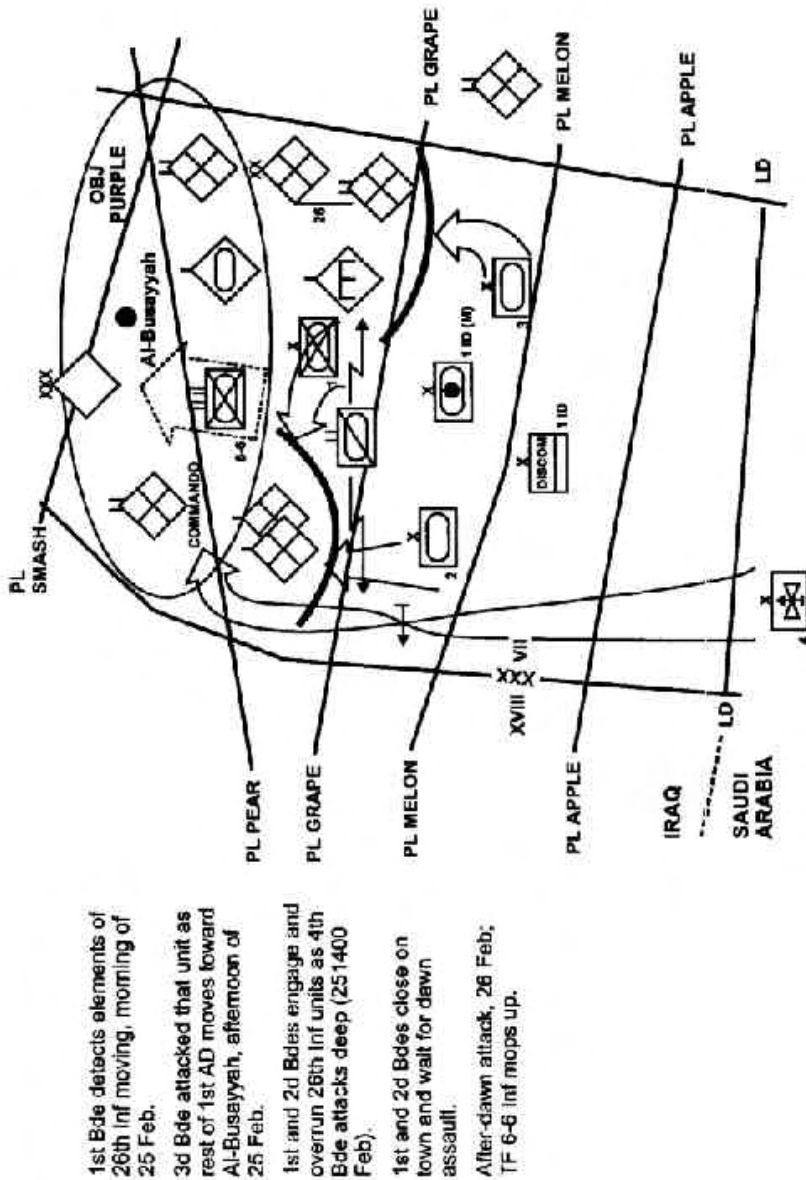 1st Bde detects elements of
26th Inf moving, morning of
25 Feb.
3d Bde attacked that unit as
rest of 1st AD moves toward
Al-Busayyah, afternoon of
25 Feb.
1st and 2d Bdes engage and
overrun 26th Inf units as 4th
Bde attacks deep (251400
Feb).
1st and 2d Bdes close on
town and wait for dawn
assault.
After-dawn attack, 26 Feb;
TF 6-6 Inf mops up.
PL
SMASH
XXX
OBJ
PURPLE
Al-Busayyah
COMMANDO
6-6
XX
26
PL PEAR
PL GRAPE
PL GRAPE
X
X
2
X
1 ID (M)
X
3
PL MELON
PL MELON
X
DISCOM
1 ID
VII
XXX
XVIII
PL APPLE
PL APPLE
LD
LD
IRAQ
SAUDI
ARABIA
X
4